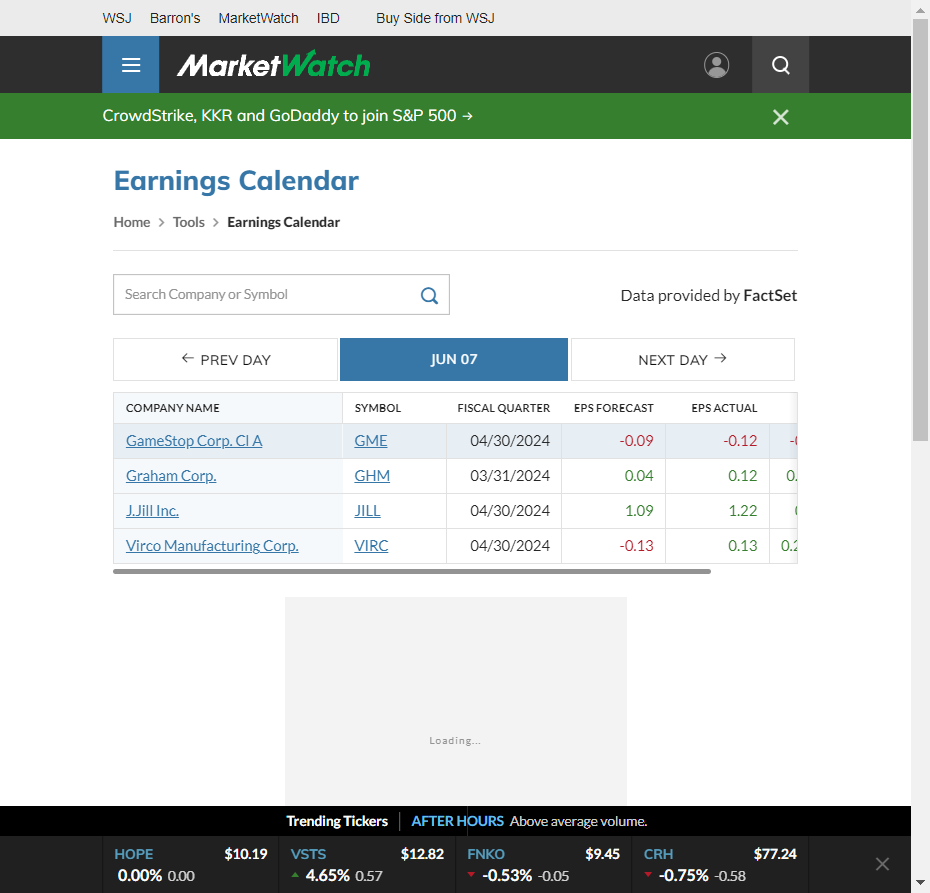 WSJ Barron's MarketWatch IBD Buy Side from WSJ
MarketWatch
CrowdStrike, KKR and GoDaddy to join S&P 500 →
Earnings Calendar
Home > Tools > Earnings Calendar
Search Company or Symbol
Data provided by FactSet
← PREV DAY JUN 07 NEXT DAY →
COMPANY NAME SYMBOL FISCAL QUARTER EPS FORECAST EPS ACTUAL
GameStop Corp. Cl A GME 04/30/2024 -0.09 -0.12
Graham Corp. GHM 03/31/2024 0.04 0.12
J.Jill Inc. JILL 04/30/2024 1.09 1.22
Virco Manufacturing Corp. VIRC 04/30/2024 -0.13 0.13
Loading...
Trending Tickers AFTER HOURS Above average volume.
HOPE $10.19 VSTS $12.82 FNKO $9.45 CRH $77.24
0.00% 0.00 4.65% 0.57 -0.53% -0.05 -0.75% -0.58